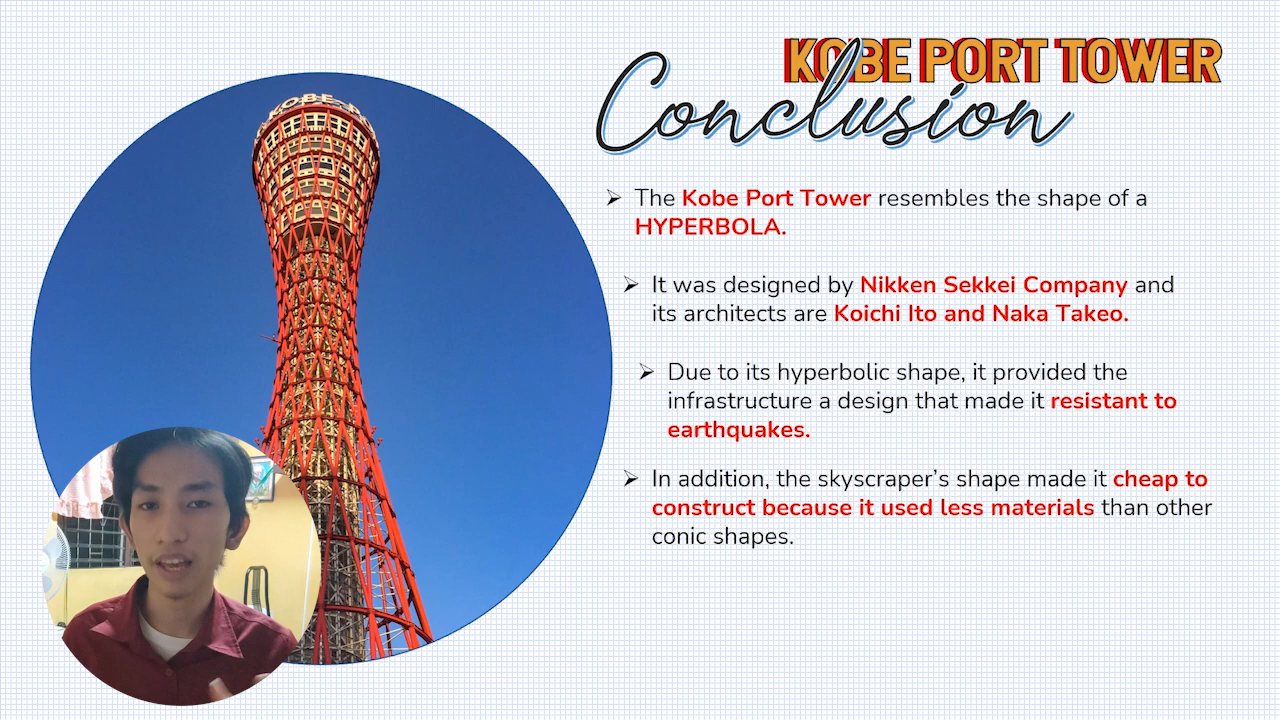 KOBE PORT TOWER
Conclusion
KOBE P
➢ The Kobe Port Tower resembles the shape of a
HYPERBOLA.
➢ It was designed by Nikken Sekkei Company and
its architects are Koichi Ito and Naka Takeo.
➢ Due to its hyperbolic shape, it provided the
infrastructure a design that made it resistant to
earthquakes.
➢ In addition, the skyscraper’s shape made it cheap to
construct because it used less materials than other
conic shapes.